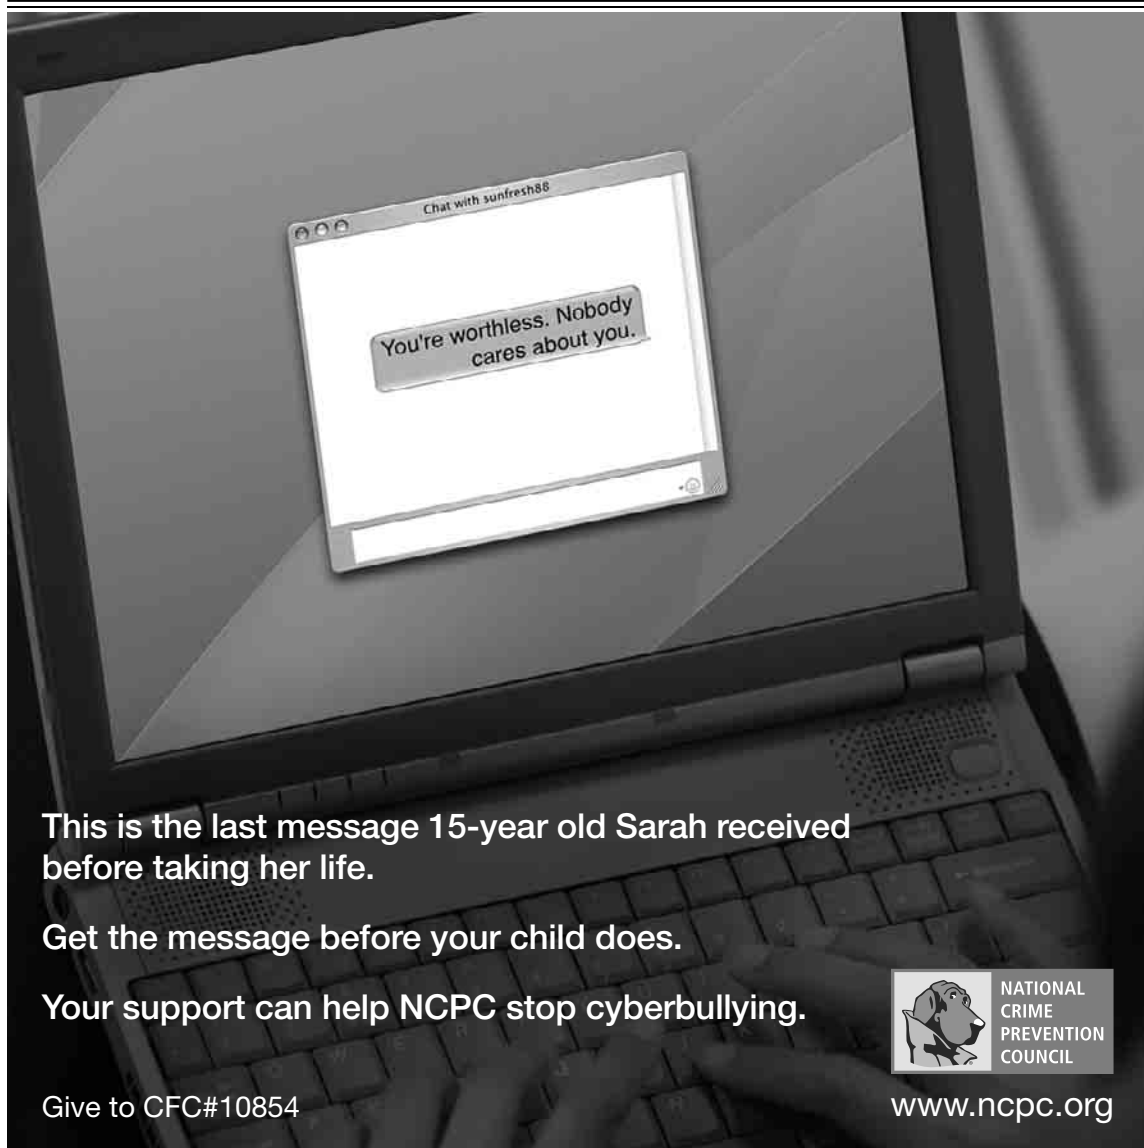 Chat with sunfresh88
You're worthless. Nobody
cares about you.
This is the last message 15-year old Sarah received
before taking her life.
Get the message before your child does.
Your support can help NCPC stop cyberbullying.
NATIONAL
CRIME
PREVENTION
COUNCIL
Give to CFC#10854
www.ncpc.org